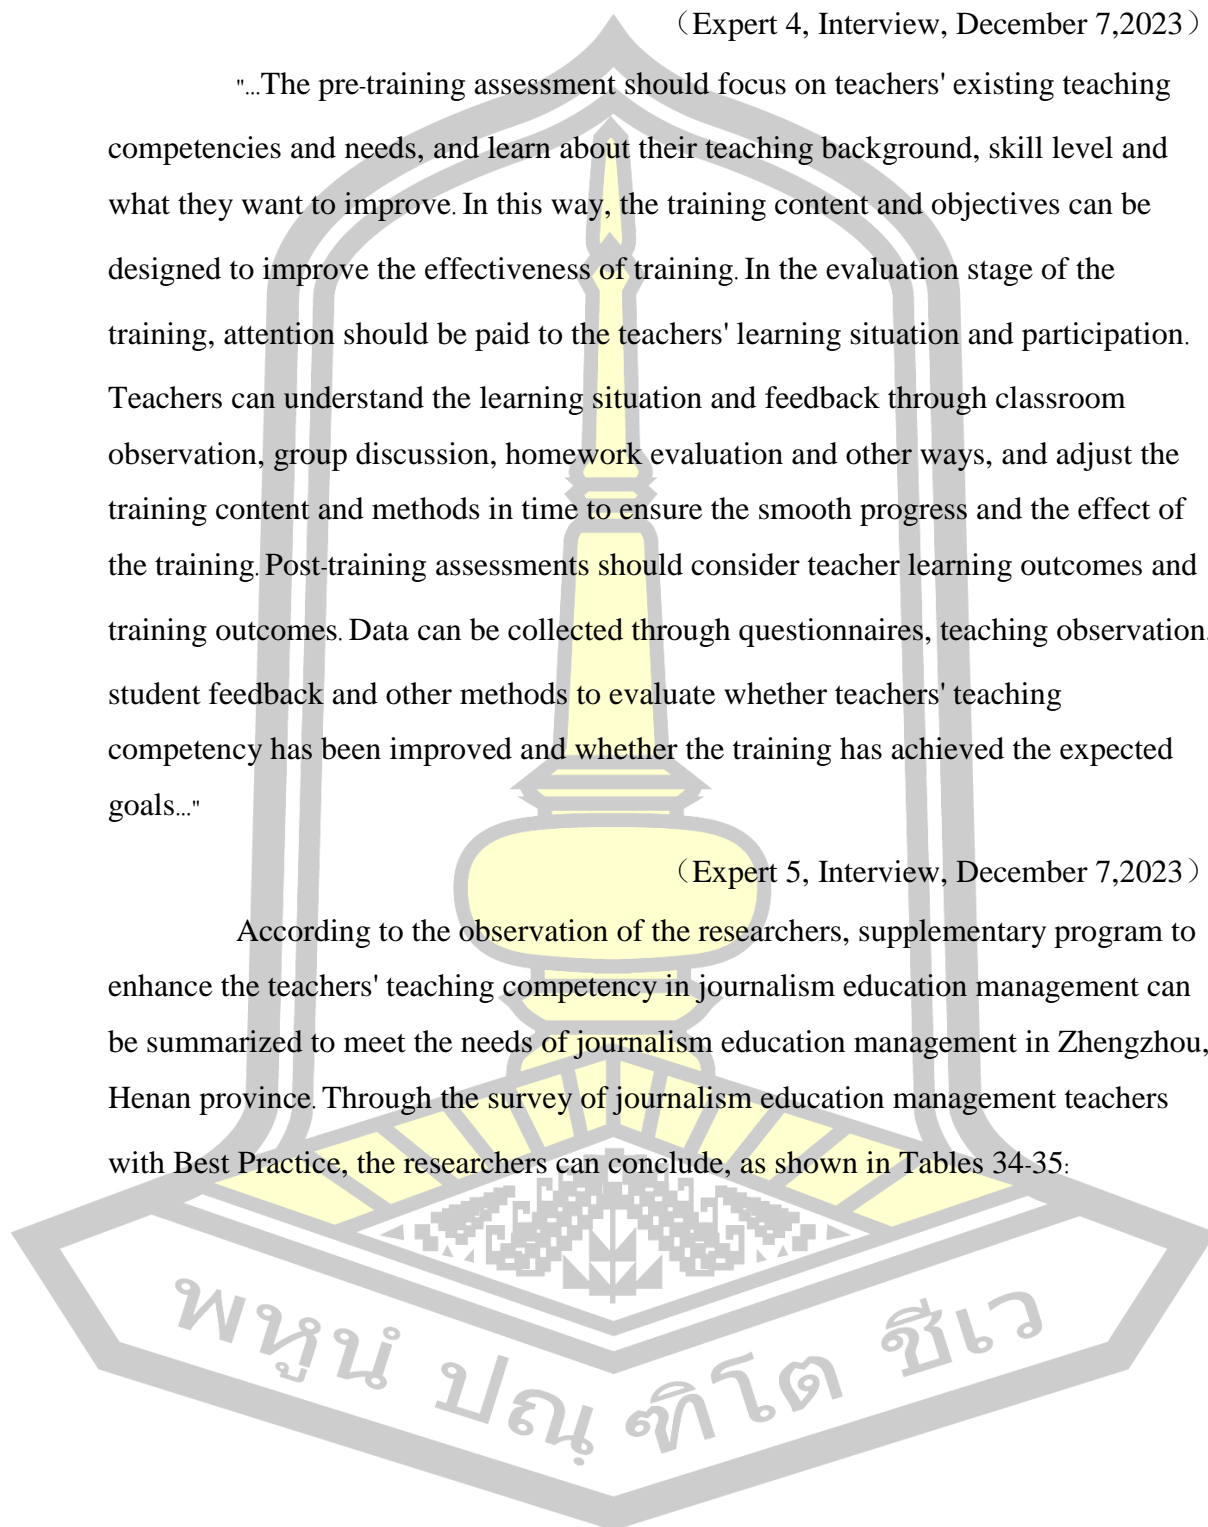 （Expert 4, Interview, December 7,2023）
"...The pre-training assessment should focus on teachers' existing teaching
competencies and needs, and learn about their teaching background, skill level and
what they want to improve. In this way, the training content and objectives can be
designed to improve the effectiveness of training. In the evaluation stage of the
training, attention should be paid to the teachers' learning situation and participation.
Teachers can understand the learning situation and feedback through classroom
observation, group discussion, homework evaluation and other ways, and adjust the
training content and methods in time to ensure the smooth progress and the effect of
the training. Post-training assessments should consider teacher learning outcomes and
training outcomes. Data can be collected through questionnaires, teaching observation,
student feedback and other methods to evaluate whether teachers' teaching
competency has been improved and whether the training has achieved the expected
goals..."
（Expert 5, Interview, December 7,2023）
According to the observation of the researchers, supplementary program to
enhance the teachers' teaching competency in journalism education management can
be summarized to meet the needs of journalism education management in Zhengzhou,
Henan province. Through the survey of journalism education management teachers
with Best Practice, the researchers can conclude, as shown in Tables 34-35:
พหูนํ ปณฺฑิโต ชีเว